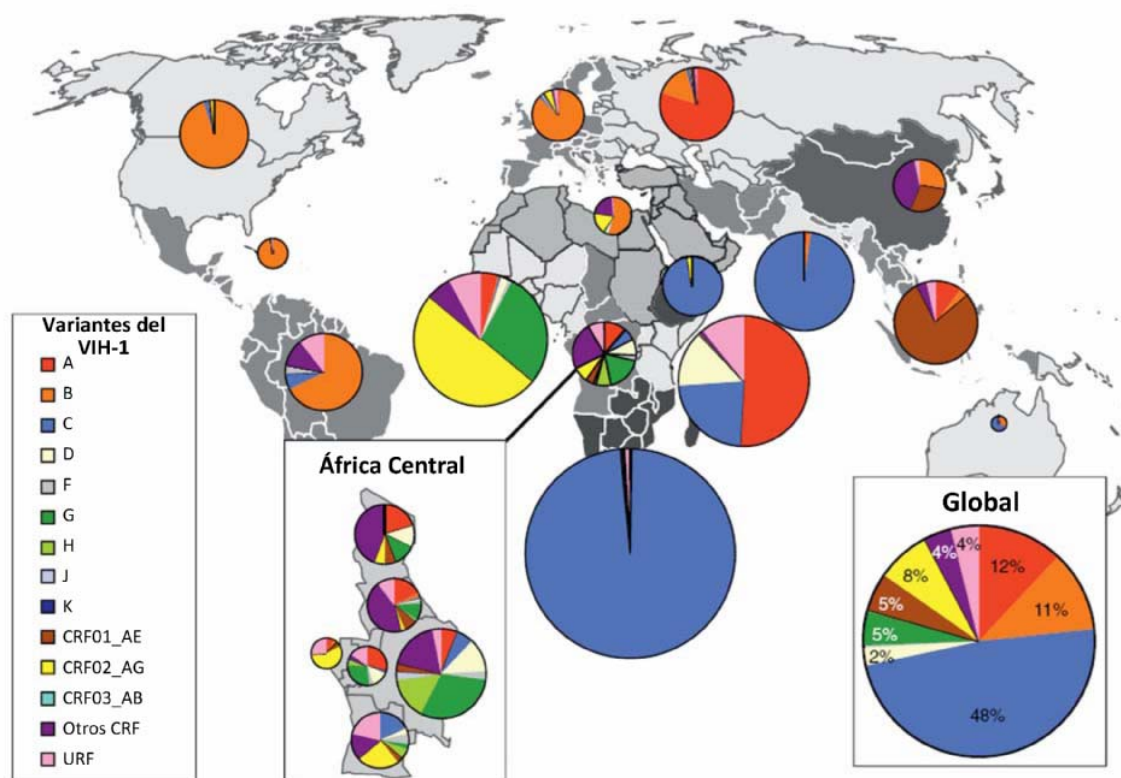 Variantes del
VIH-1
A
B
C
D
F
G
H
J
K
CRF01_AE
CRF02_AG
CRF03_AB
Otros CRF
URF
África Central
Global
4%
4%
12%
8%
11%
5%
5%
2%
48%